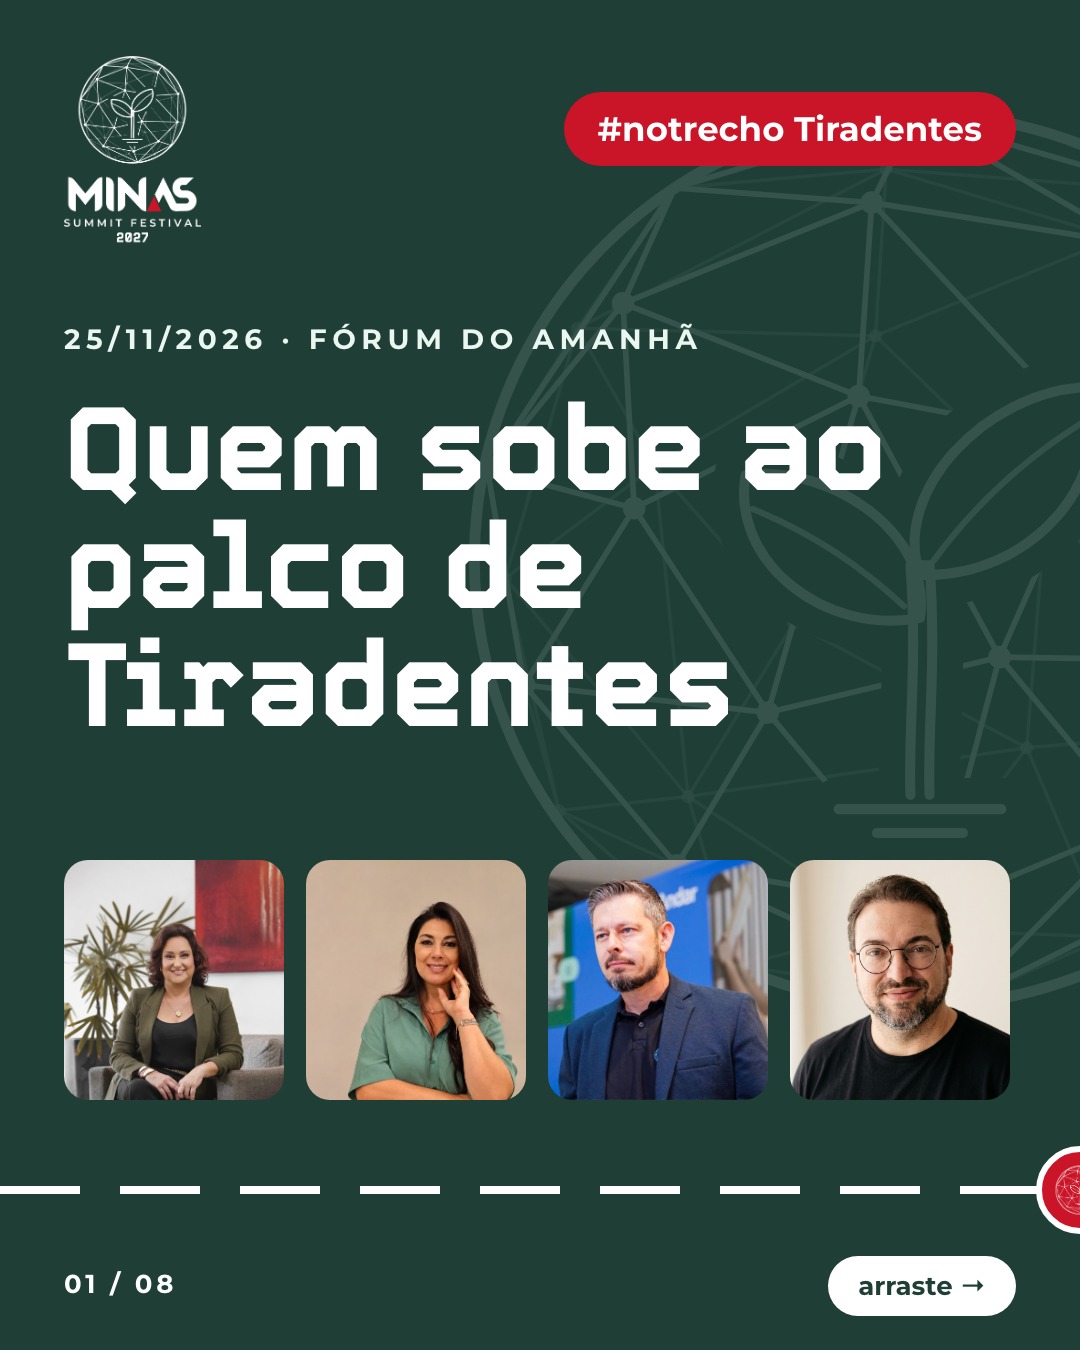 MINAS
SUMMIT FESTIVAL
2027
#notrecho Tiradentes
25/11/2026 · FÓRUM DO AMANHÃ
Quem sobe ao
palco de
Tiradentes
01 / 08
arraste →